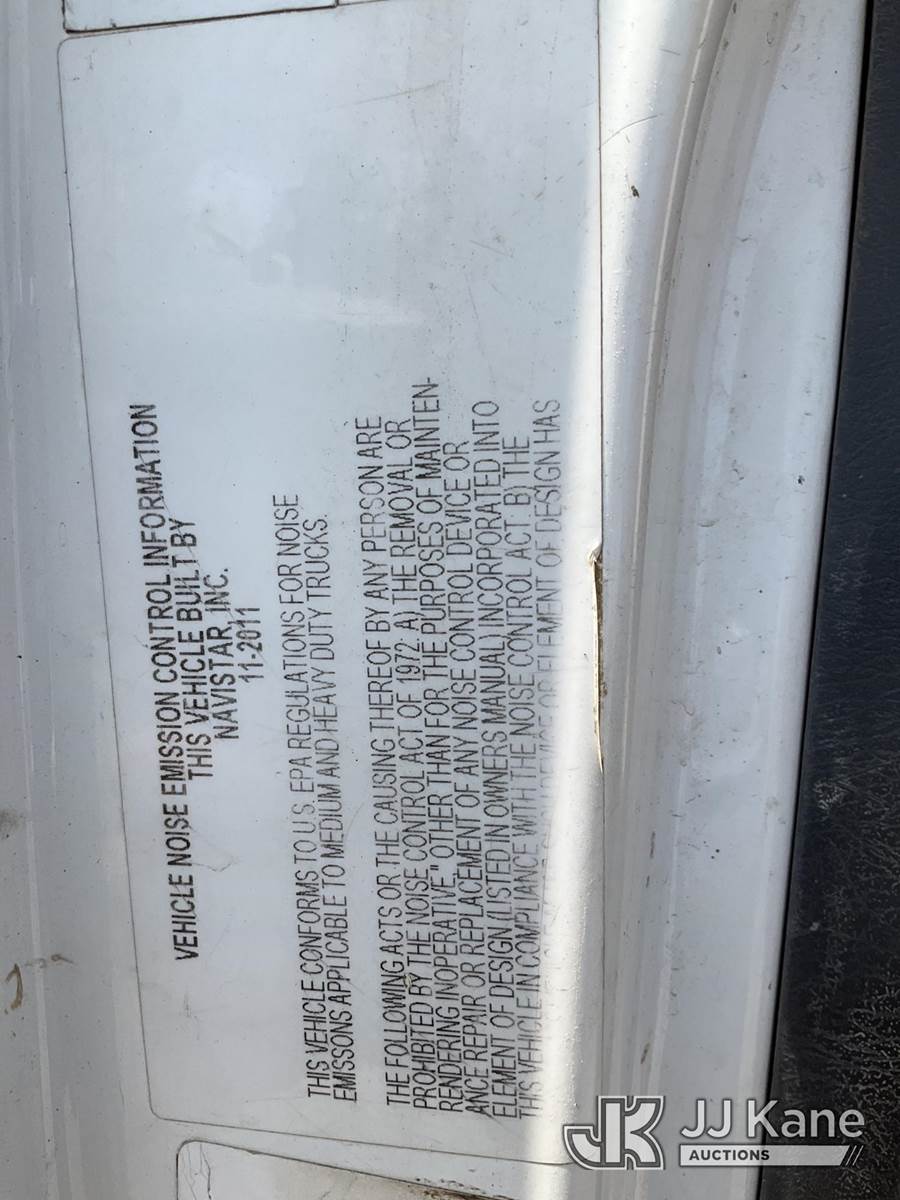 VEHICLE NOISE EMISSION CONTROL INFORMATION
THIS VEHICLE BUILT BY
NAVISTAR, INC.
11-2011
THIS VEHICLE CONFORMS TO U.S. EPA REGULATIONS FOR NOISE
EMISSONS APPLICABLE TO MEDIUM AND HEAVY DUTY TRUCKS.
THE FOLLOWING ACTS OR THE CAUSING THEREOF BY ANY PERSON ARE
PROHIBITED BY THE NOISE CONTROL ACT OF 1972: A) THE REMOVAL OR
RENDERING INOPERATIVE," OTHER THAN FOR THE PURPOSES OF MAINTEN-
ANCE REPAIR OR REPLACEMENT OF ANY NOISE CONTROL DEVICE OR
ELEMENT OF DESIGN (LISTED IN OWNERS MANUAL) INCORPORATED INTO
THIS VEHICLE IN COMPLIANCE WITH THE NOISE CONTROL ACT. B) THE
DEVICE OR ELEMENT OF DESIGN HAS
JJ Kane
AUCTIONS